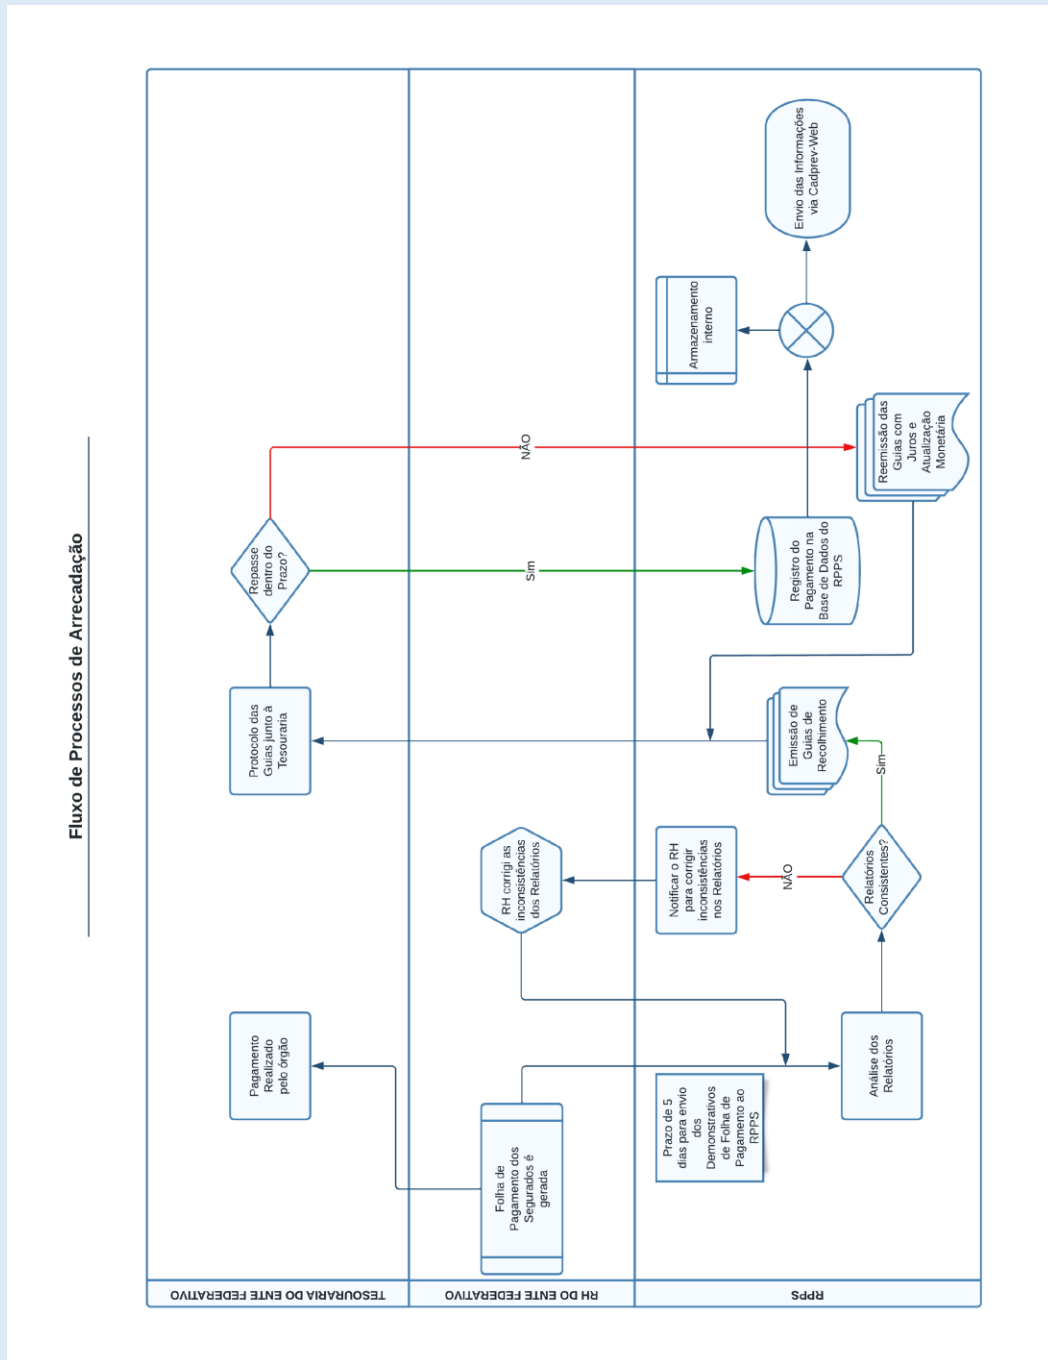 Fluxo de Processos de Arrecadação
TESOURARIA DO ENTE FEDERATIVO
Pagamento
Realizado
pelo órgão
Protocolo das
Guias junto à
Tesouraria
Repasse
dentro do
Prazo?
RH DO ENTE FEDERATIVO
Folha de
Pagamento dos
Segurados é
gerada
RH corrigi as
inconsistências
dos Relatórios
Sim
NÃO
RPPS
Prazo de 5
dias para envio
dos
Demonstrativos
de Folha de
Pagamento ao
RPPS
Análise dos
Relatórios
Relatórios
Consistentes?
NÃO
Notificar o RH
para corrigir
inconsistências
nos Relatórios
Sim
Emissão de
Guias de
Recolhimento
Registro do
Pagamento na
Base de Dados do
RPPS
Reemissão das
Guias com
Juros e
Atualização
Monetária
Armazenamento
interno
Envio das Informações
via Cadprev-Web